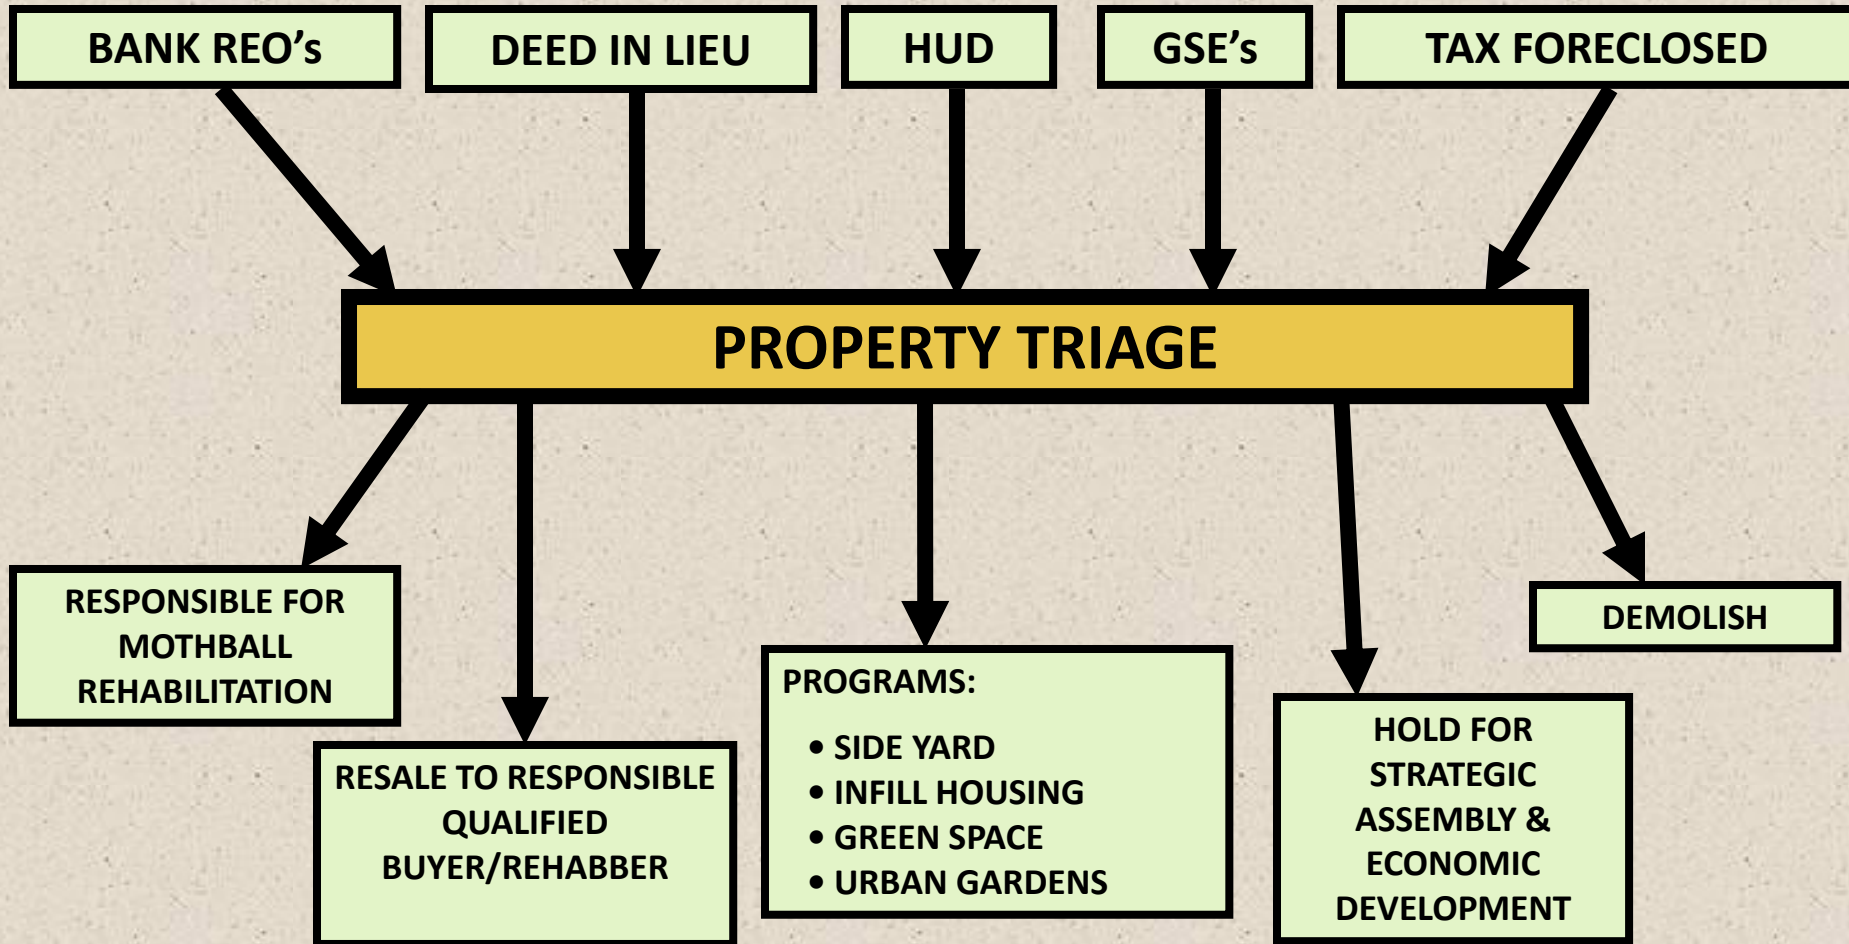 BANK REO’s
DEED IN LIEU
HUD
GSE’s
TAX FORECLOSED
PROPERTY TRIAGE
RESPONSIBLE FOR
MOTHBALL
REHABILITATION
RESALE TO RESPONSIBLE
QUALIFIED
BUYER/REHABBER
PROGRAMS:
• SIDE YARD
• INFILL HOUSING
• GREEN SPACE
• URBAN GARDENS
HOLD FOR
STRATEGIC
ASSEMBLY &
ECONOMIC
DEVELOPMENT
DEMOLISH